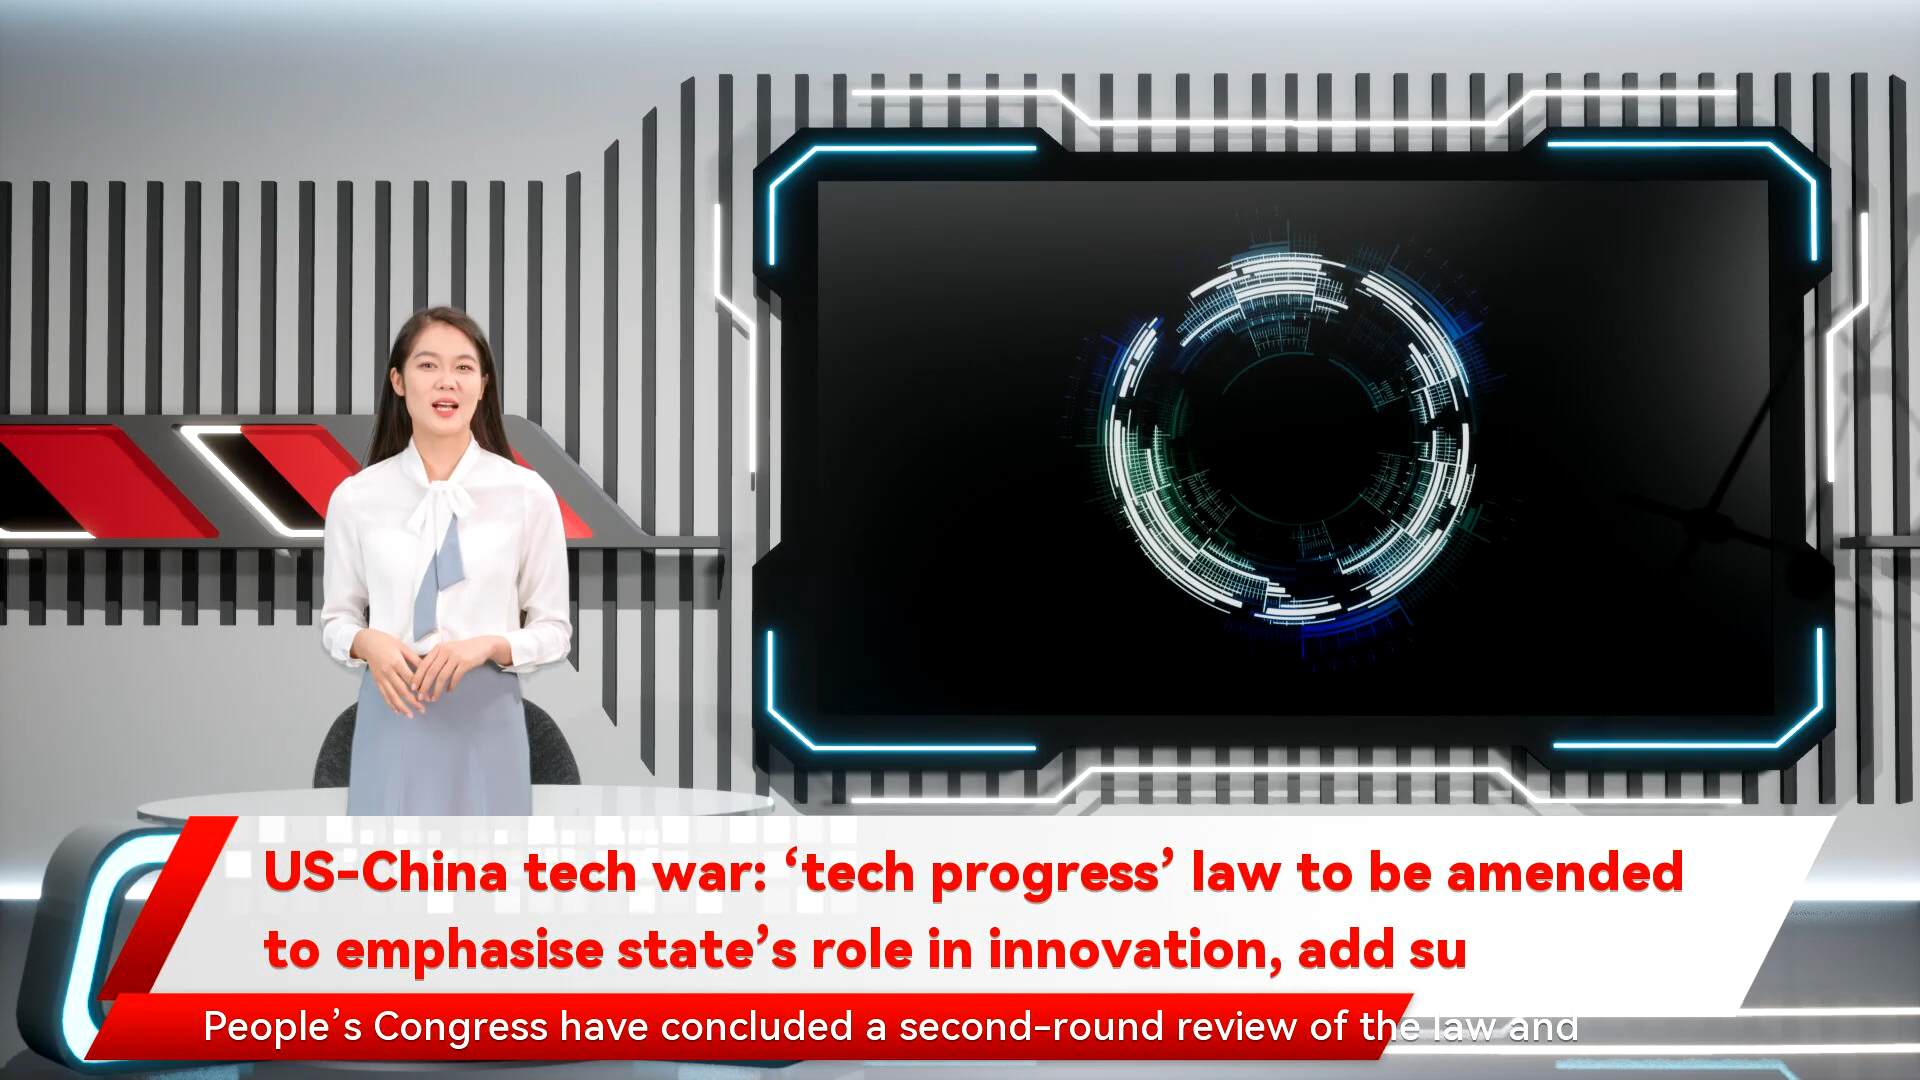 US-China tech war: ‘tech progress’ law to be amended
to emphasise state’s role in innovation, add su
People’s Congress have concluded a second-round review of the law and